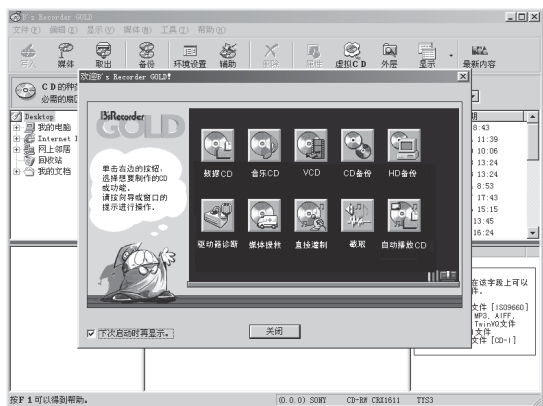 B's Recorder GOLD
文件(F) 编辑(E) 显示(V) 媒体(M) 工具(T) 帮助(H)
写入 媒体 取出 备份 环境设置 辅助 删除 属性 虚拟CD 外层 显示 最新内容
CD的种
必需的扇
欢迎B's Recorder GOLD!
Desktop
我的电脑
Internet
网上邻居
回收站
我的文档
B'sRecorder
GOLD
单击右边的按钮,
选择想要制作的CD
或功能。
请按向导或窗口的
提示进行操作。
数据CD 音乐CD VCD CD备份 HD备份
驱动器诊断 媒体擦拭 直接灌制 截取 自动播放CD
下次启动时再显示。
关闭
期
8:43
11:39
10:06
13:24
13:24
8:53
17:43
15:15
13:45
16:24
在该字段上可以
件。
文件 [ISO9660]
MP3, AIFF,
TwinVQ文件
文件
文件 [CD-I]
按F 1可以得到帮助。
(0.0.0) SONY CD-RW CRX1611 TYS3